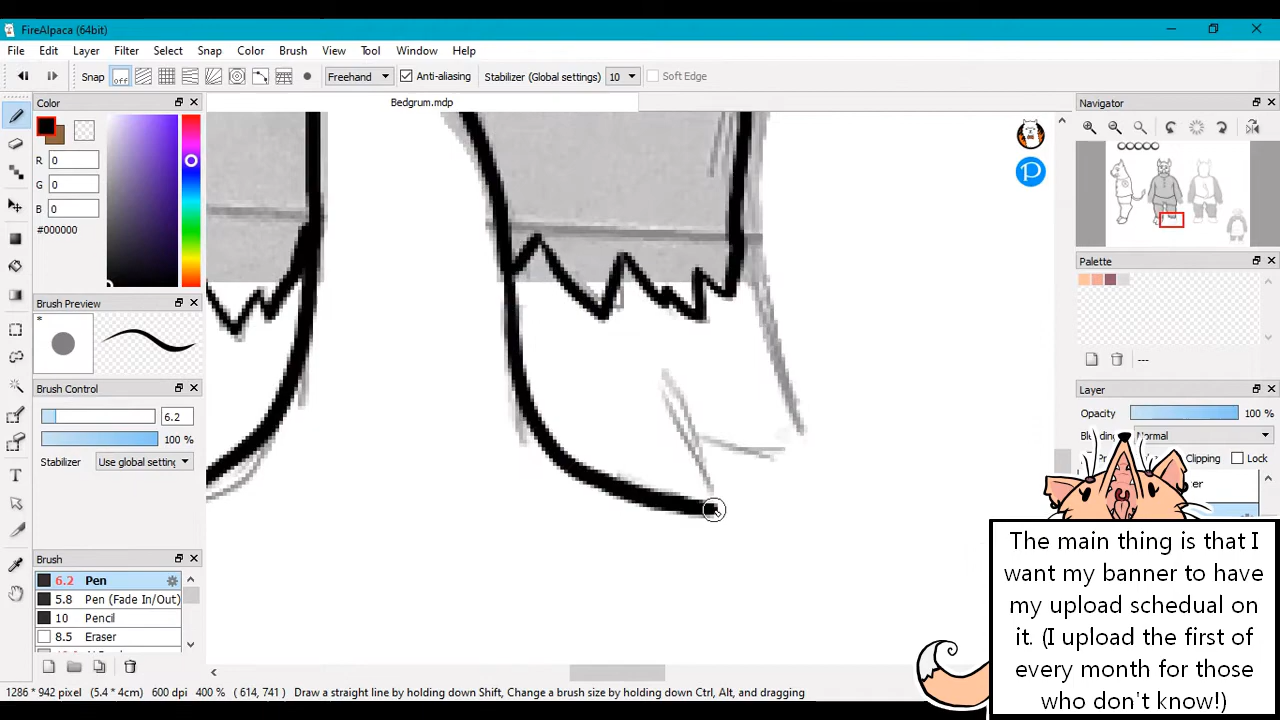 FireAlpaca (64bit)
File Edit Layer Filter Select Snap Color Brush View Tool Window Help
Snap off Freehand Anti-aliasing Stabilizer (Global settings) 10 Soft Edge
Color
Bedgrum.mdp
Navigator
R 0
G 0
B 0
#000000
Palette
Brush Preview
*
---
Brush Control
Layer
6.2
Opacity 100 %
100 %
Blending Normal
Stabilizer Use global setting
Clipping Lock
Brush
6.2 Pen
5.8 Pen (Fade In/Out)
10 Pencil
8.5 Eraser
The main thing is that I
want my banner to have
my upload schedual on
it. (I upload the first of
every month for those
who don't know!)
1286 * 942 pixel (5.4 * 4cm) 600 dpi 400 % ( 614, 741 ) Draw a straight line by holding down Shift, Change a brush size by holding down Ctrl, Alt, and dragging